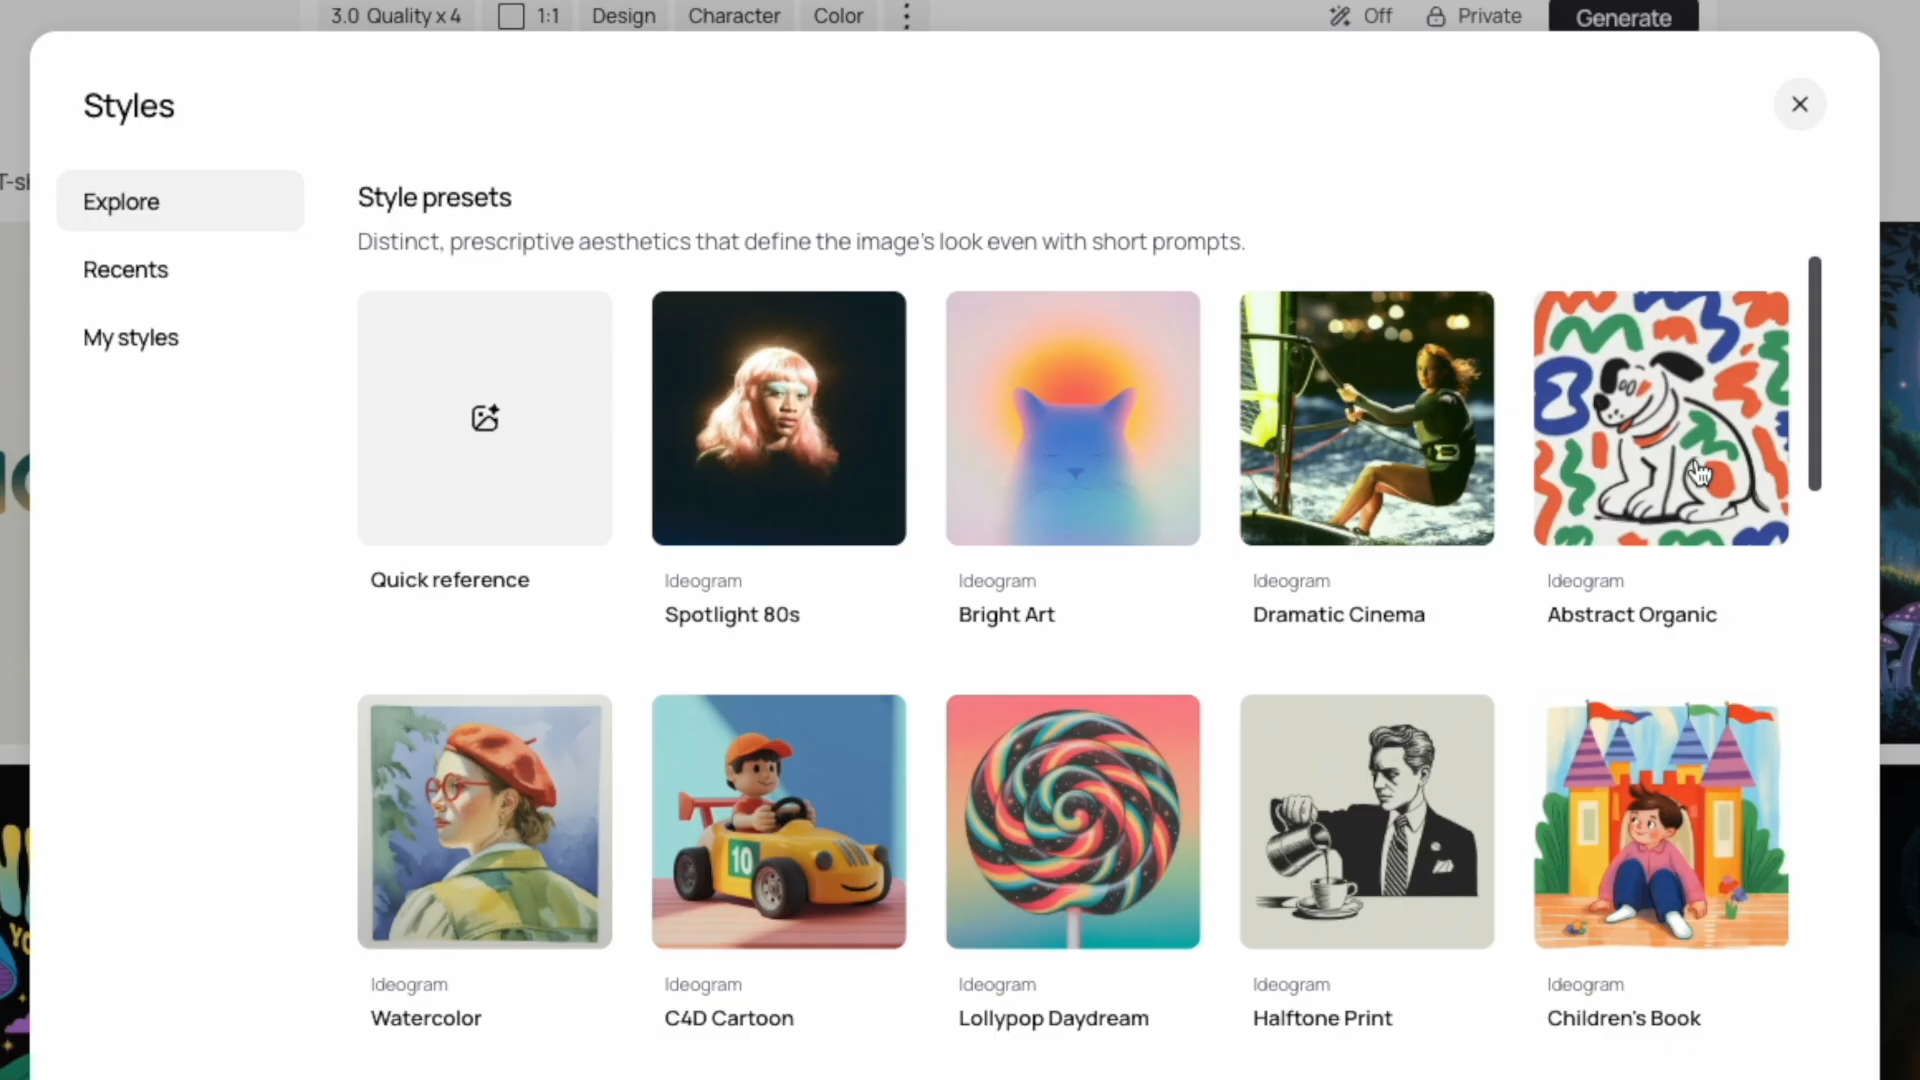 3.0 Quality x 4 1:1 Design Character Color Off Private Generate
Styles
Explore
Recents
My styles
Style presets
Distinct, prescriptive aesthetics that define the image's look even with short prompts.
Quick reference
Ideogram
Spotlight 80s
Ideogram
Bright Art
Ideogram
Dramatic Cinema
Ideogram
Abstract Organic
10
Ideogram
Watercolor
Ideogram
C4D Cartoon
Ideogram
Lollypop Daydream
Ideogram
Halftone Print
Ideogram
Children's Book